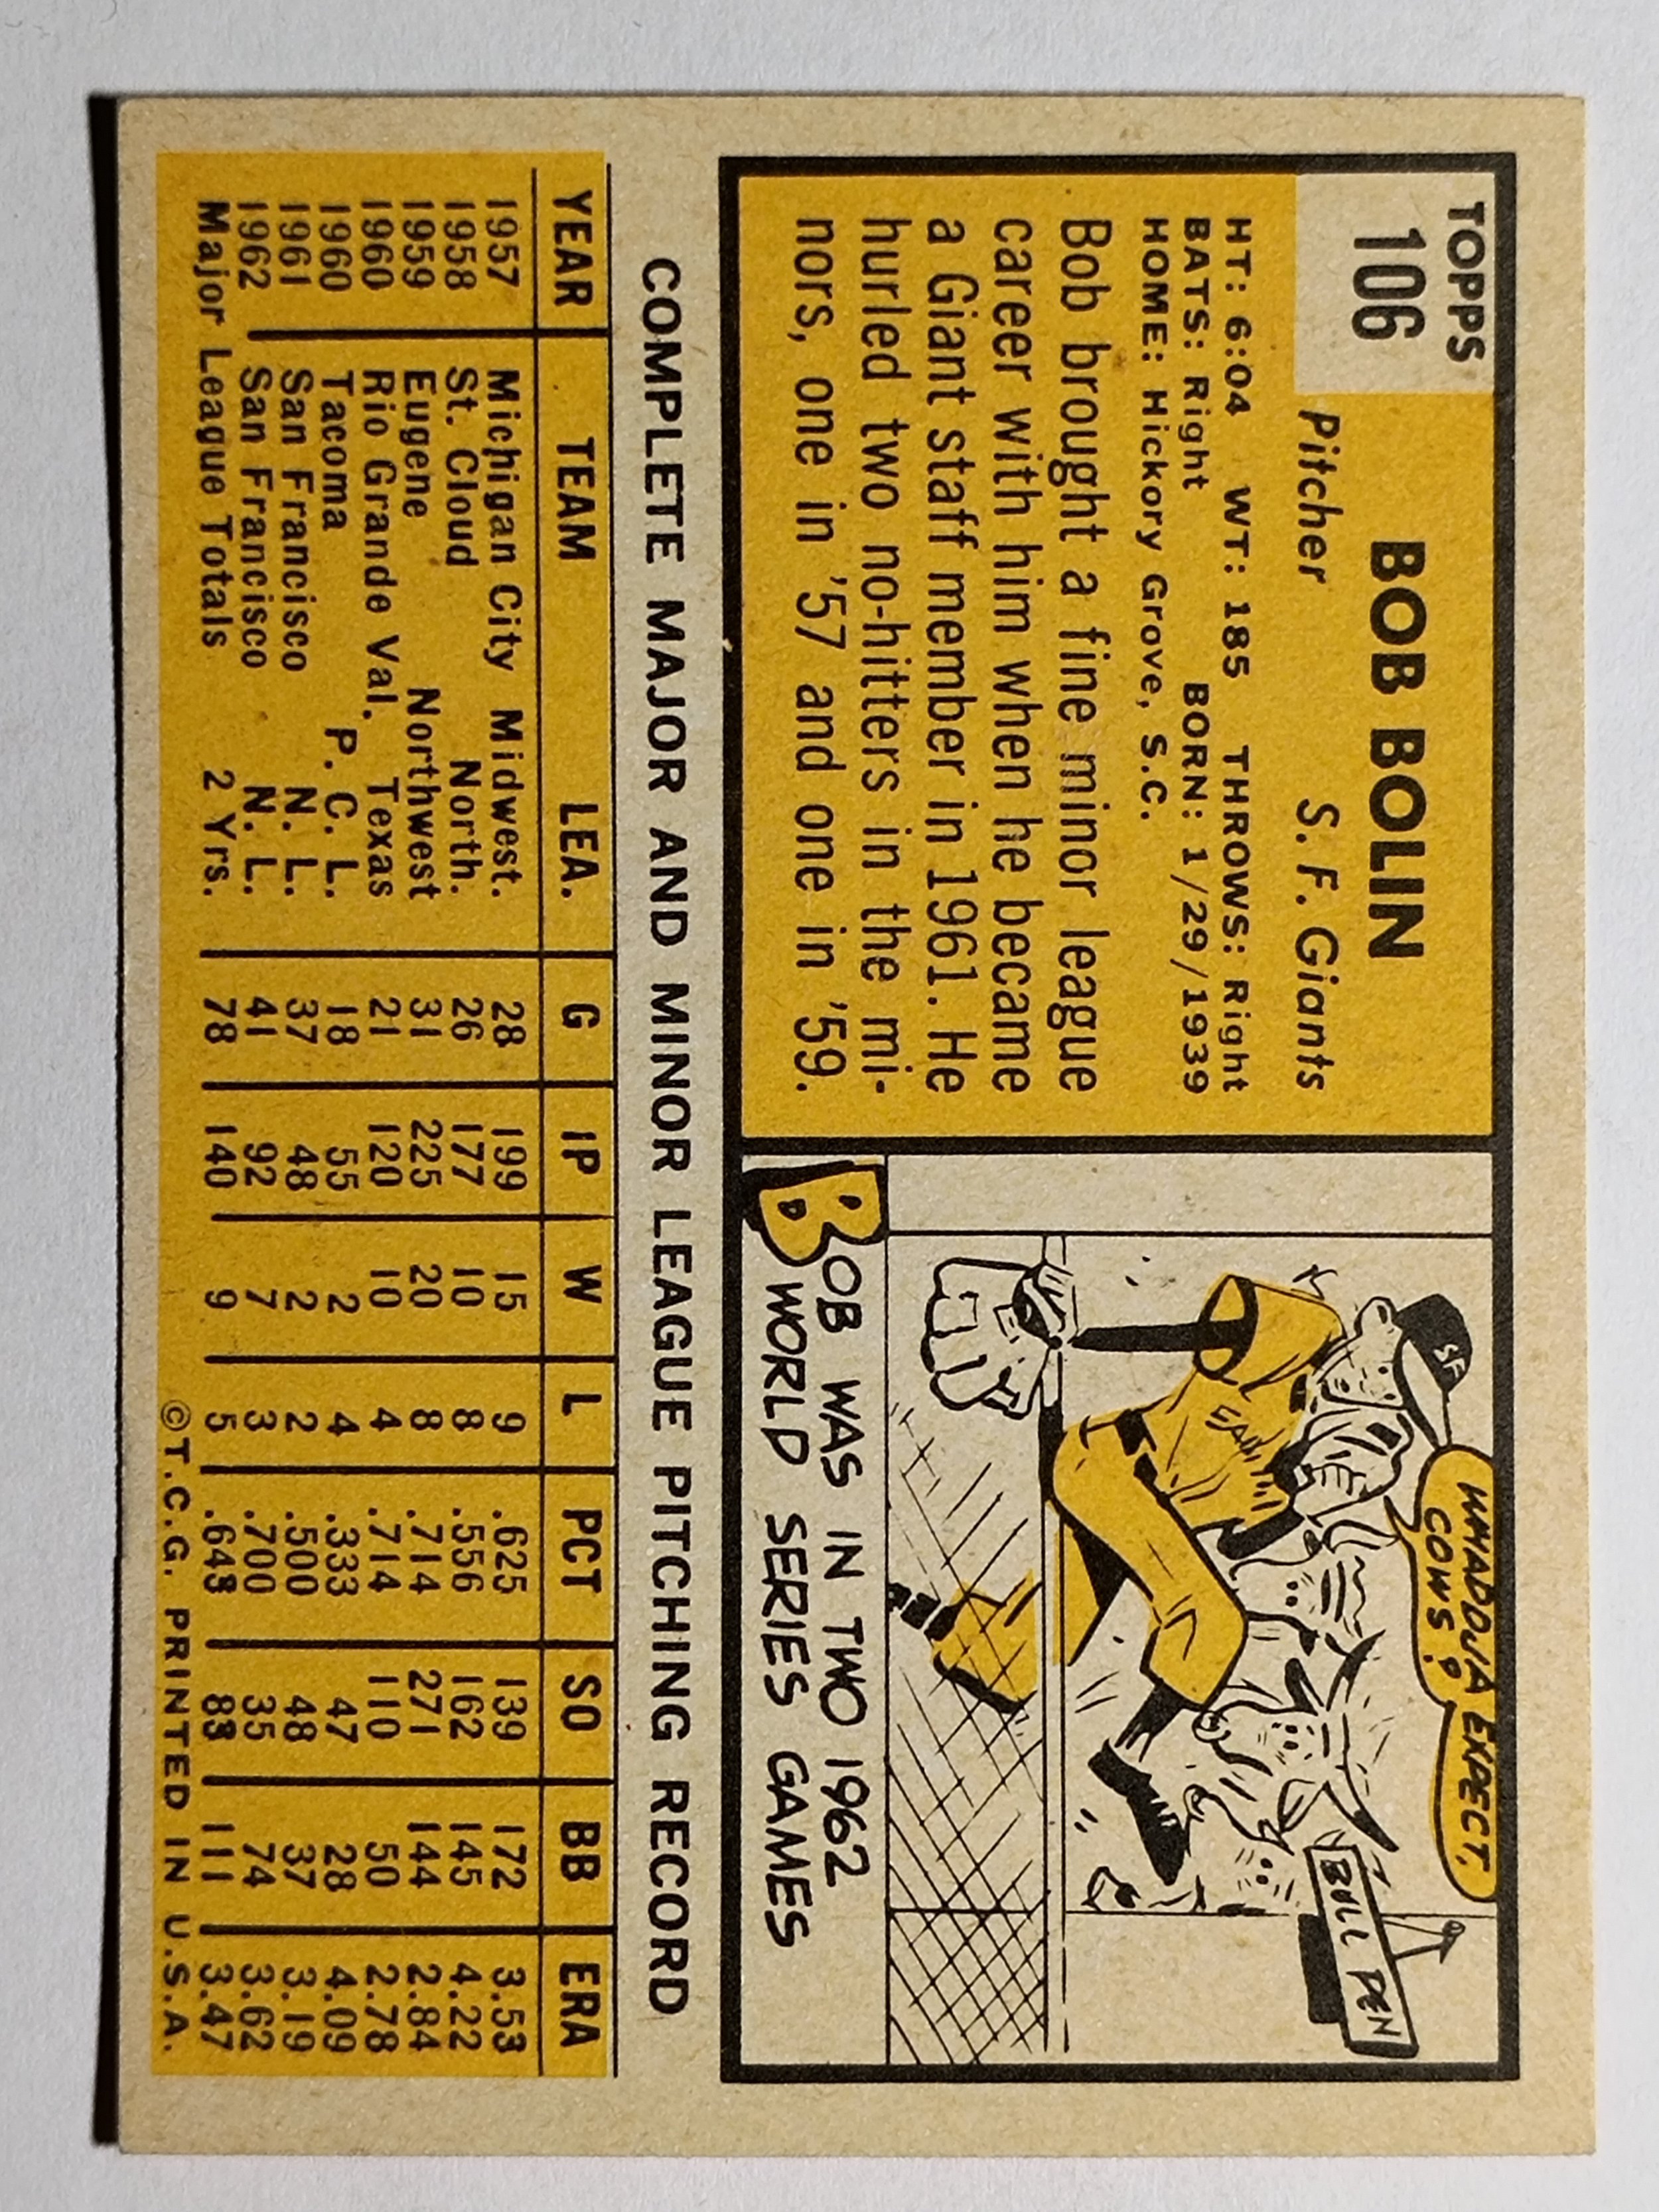 TOPPS
106
BOB BOLIN
Pitcher S. F. Giants
HT: 6:04 WT: 185 THROWS: Right
BATS: Right BORN: 1/29/1939
HOME: Hickory Grove, S.C.
Bob brought a fine minor league
career with him when he became
a Giant staff member in 1961. He
hurled two no-hitters in the mi-
nors, one in '57 and one in '59.
WHADDJA EXPECT,
COWS?
BULL PEN
SF
GIANTS
BOB WAS IN TWO 1962
WORLD SERIES GAMES
COMPLETE MAJOR AND MINOR LEAGUE PITCHING RECORD
YEAR TEAM LEA. G IP W L PCT SO BB ERA
1957 Michigan City Midwest. 28 199 15 9 .625 139 172 3.53
1958 St. Cloud North. 26 177 10 8 .556 162 145 4.22
1959 Eugene Northwest 31 225 20 8 .714 271 144 2.84
1960 Rio Grande Val. Texas 21 120 10 4 .714 110 50 2.78
1960 Tacoma P. C. L. 18 55 2 4 .333 47 28 4.09
1961 San Francisco N. L. 37 48 2 2 .500 48 37 3.19
1962 San Francisco N. L. 41 92 7 3 .700 35 74 3.62
Major League Totals 2 Yrs. 78 140 9 5 .643 83 111 3.47
©T.C.G. PRINTED IN U.S.A.